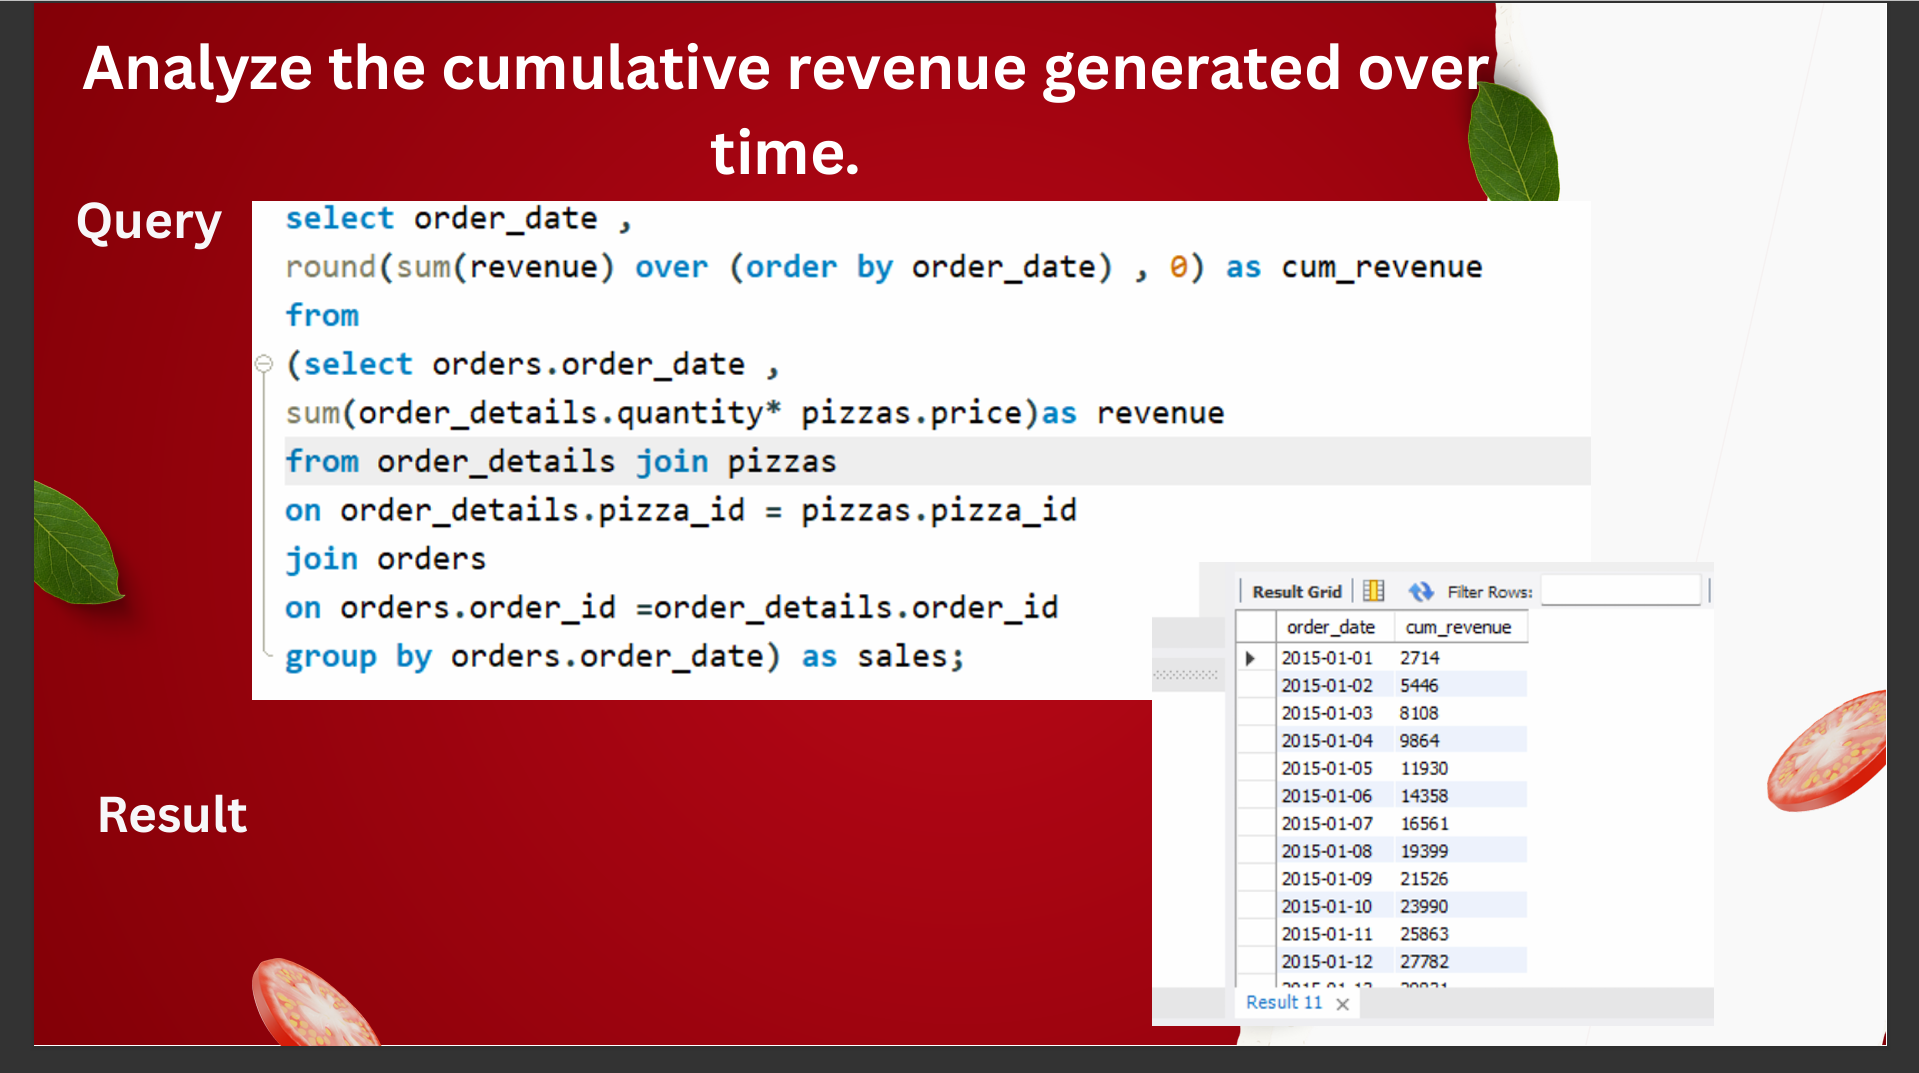 Analyze the cumulative revenue generated over
time.
Query
select order_date ,
round(sum(revenue) over (order by order_date) , 0) as cum_revenue
from
(select orders.order_date ,
sum(order_details.quantity* pizzas.price)as revenue
from order_details join pizzas
on order_details.pizza_id = pizzas.pizza_id
join orders
on orders.order_id =order_details.order_id
group by orders.order_date) as sales;
Result
Result Grid Filter Rows:
order_date cum_revenue
2015-01-01 2714
2015-01-02 5446
2015-01-03 8108
2015-01-04 9864
2015-01-05 11930
2015-01-06 14358
2015-01-07 16561
2015-01-08 19399
2015-01-09 21526
2015-01-10 23990
2015-01-11 25863
2015-01-12 27782
Result 11